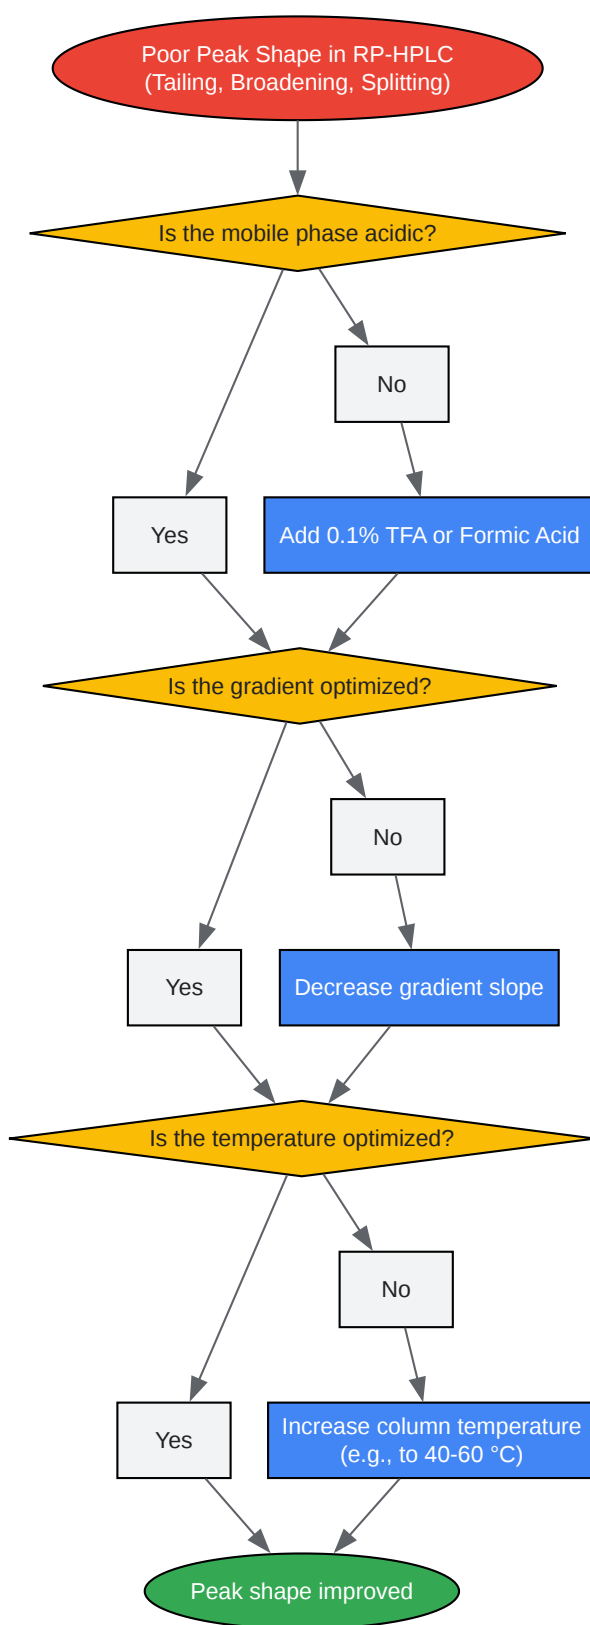 Poor Peak Shape in RP-HPLC
(Tailing, Broadening, Splitting)
Is the mobile phase acidic?
No
Yes
Add 0.1% TFA or Formic Acid
Is the gradient optimized?
No
Yes
Decrease gradient slope
Is the temperature optimized?
No
Yes
Increase column temperature
(e.g., to 40-60 °C)
Peak shape improved